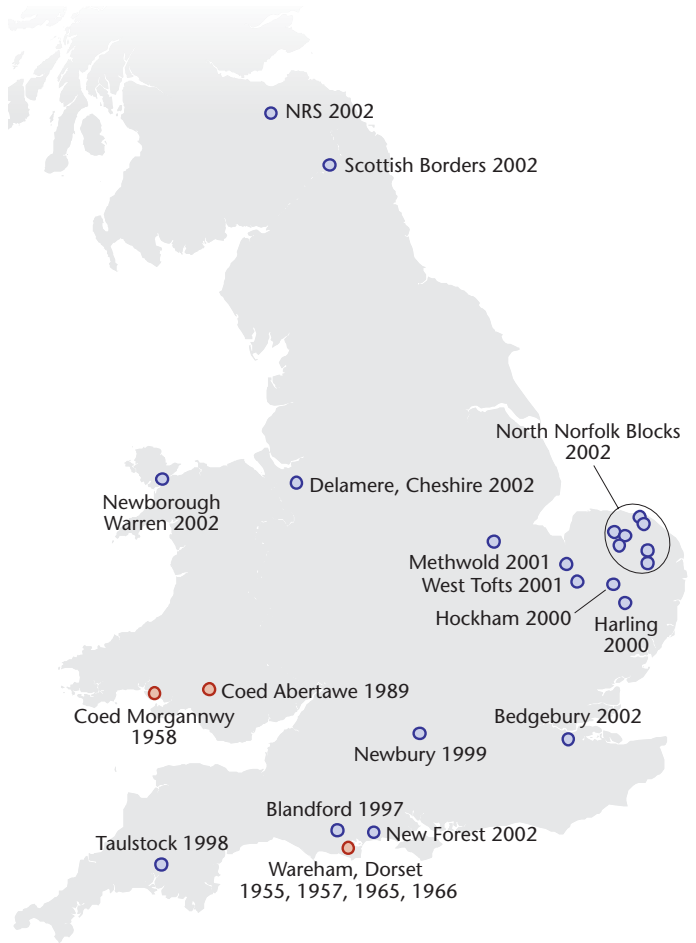 NRS 2002
Scottish Borders 2002
North Norfolk Blocks
2002
Delamere, Cheshire 2002
Newborough
Warren 2002
Methwold 2001
West Tofts 2001
Hockham 2000
Harling
2000
Coed Abertawe 1989
Coed Morgannwy
1958
Bedgebury 2002
Newbury 1999
Blandford 1997
New Forest 2002
Taulstock 1998
Wareham, Dorset
1955, 1957, 1965, 1966